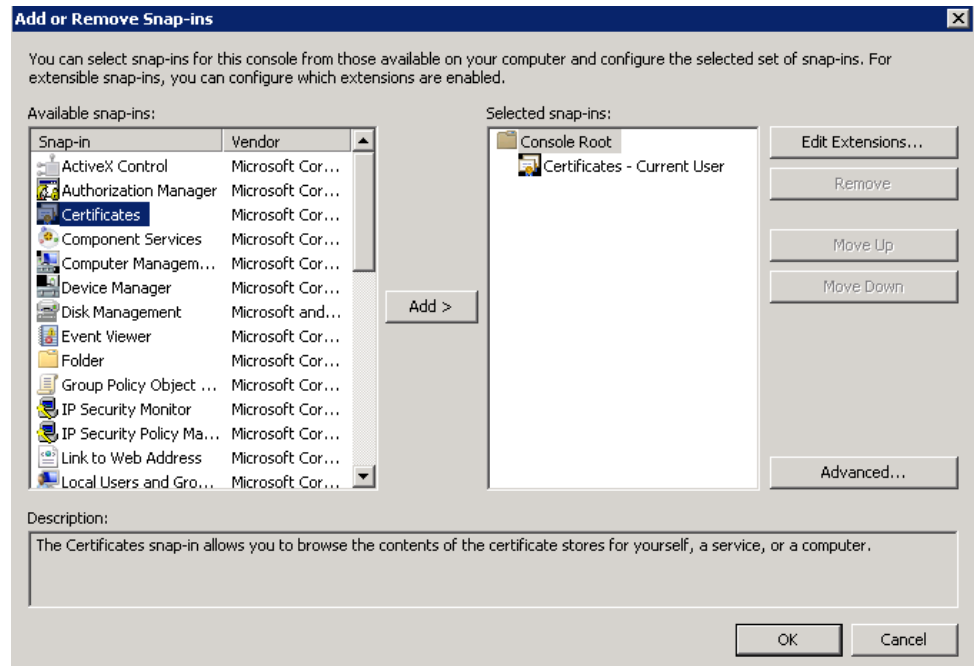 Add or Remove Snap-ins
You can select snap-ins for this console from those available on your computer and configure the selected set of snap-ins. For
extensible snap-ins, you can configure which extensions are enabled.
Available snap-ins:
Snap-in Vendor
ActiveX Control Microsoft Cor...
Authorization Manager Microsoft Cor...
Certificates Microsoft Cor...
Component Services Microsoft Cor...
Computer Managem... Microsoft Cor...
Device Manager Microsoft Cor...
Disk Management Microsoft and...
Event Viewer Microsoft Cor...
Folder Microsoft Cor...
Group Policy Object ... Microsoft Cor...
IP Security Monitor Microsoft Cor...
IP Security Policy Ma... Microsoft Cor...
Link to Web Address Microsoft Cor...
Local Users and Gro... Microsoft Cor...
Add >
Selected snap-ins:
Console Root
Certificates - Current User
Edit Extensions...
Remove
Move Up
Move Down
Advanced...
Description:
The Certificates snap-in allows you to browse the contents of the certificate stores for yourself, a service, or a computer.
OK Cancel